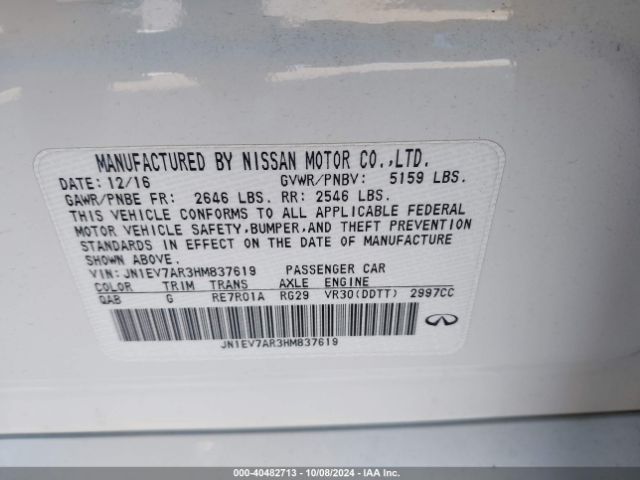 MANUFACTURED BY NISSAN MOTOR CO.,LTD.
DATE: 12/16 GVWR/PNBV: 5159 LBS.
GAWR/PNBE FR: 2646 LBS. RR: 2546 LBS.
THIS VEHICLE CONFORMS TO ALL APPLICABLE FEDERAL
MOTOR VEHICLE SAFETY,BUMPER,AND THEFT PREVENTION
STANDARDS IN EFFECT ON THE DATE OF MANUFACTURE
SHOWN ABOVE.
VIN: JN1EV7AR3HM837619 PASSENGER CAR
COLOR TRIM TRANS AXLE ENGINE
QAB G RE7R01A RG29 VR30(DDTT) 2997CC
JN1EV7AR3HM837619
INFINITI
000-40482713 - 10/08/2024 - IAA Inc.